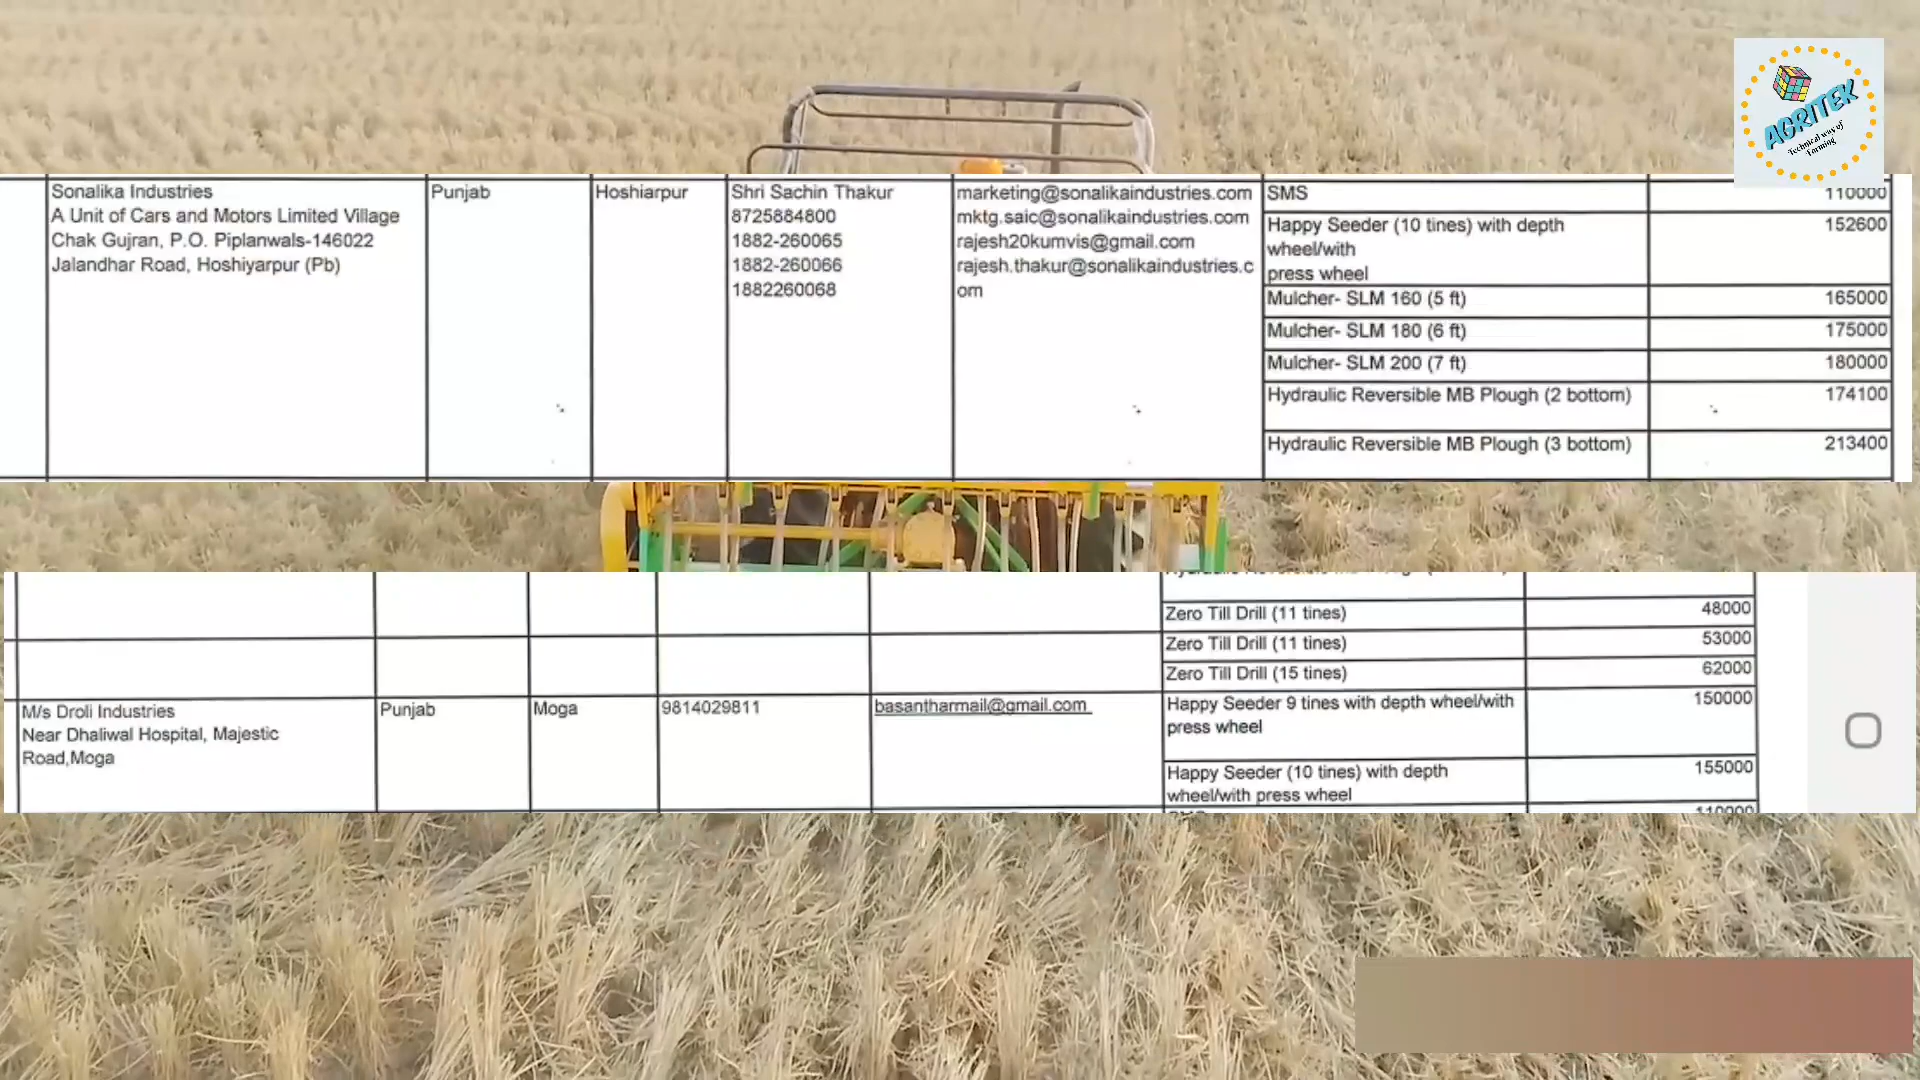 AGRITEK
Technical way of
Farming
Sonalika Industries
A Unit of Cars and Motors Limited Village
Chak Gujran, P.O. Piplanwals-146022
Jalandhar Road, Hoshiyarpur (Pb)
Punjab
Hoshiarpur
Shri Sachin Thakur
8725884800
1882-260065
1882-260066
1882260068
marketing@sonalikaindustries.com
mktg.saic@sonalikaindustries.com
rajesh20kumvis@gmail.com
rajesh.thakur@sonalikaindustries.c
om
SMS 110000
Happy Seeder (10 tines) with depth 152600
wheel/with
press wheel
Mulcher- SLM 160 (5 ft) 165000
Mulcher- SLM 180 (6 ft) 175000
Mulcher- SLM 200 (7 ft) 180000
Hydraulic Reversible MB Plough (2 bottom) 174100
Hydraulic Reversible MB Plough (3 bottom) 213400
Zero Till Drill (11 tines) 48000
Zero Till Drill (11 tines) 53000
Zero Till Drill (15 tines) 62000
M/s Droli Industries
Near Dhaliwal Hospital, Majestic
Road,Moga
Punjab
Moga
9814029811
basantharmail@gmail.com
Happy Seeder 9 tines with depth wheel/with 150000
press wheel
Happy Seeder (10 tines) with depth 155000
wheel/with press wheel